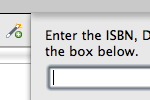 Enter the ISBN, D
the box below.